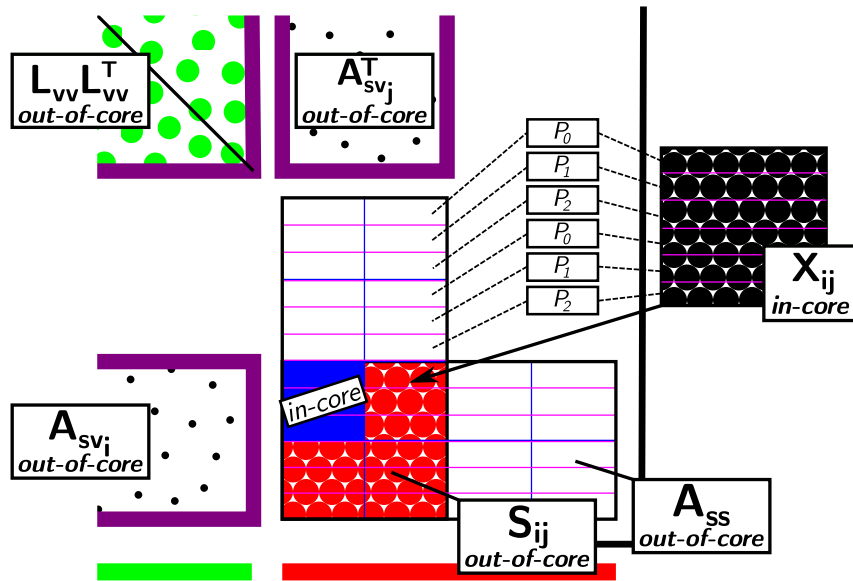 LvvLvvT
out-of-core
ATsvj
out-of-core
P0
P1
P2
P0
P1
P2
Xij
in-core
in-core
Asvi
out-of-core
Sij
out-of-core
Ass
out-of-core